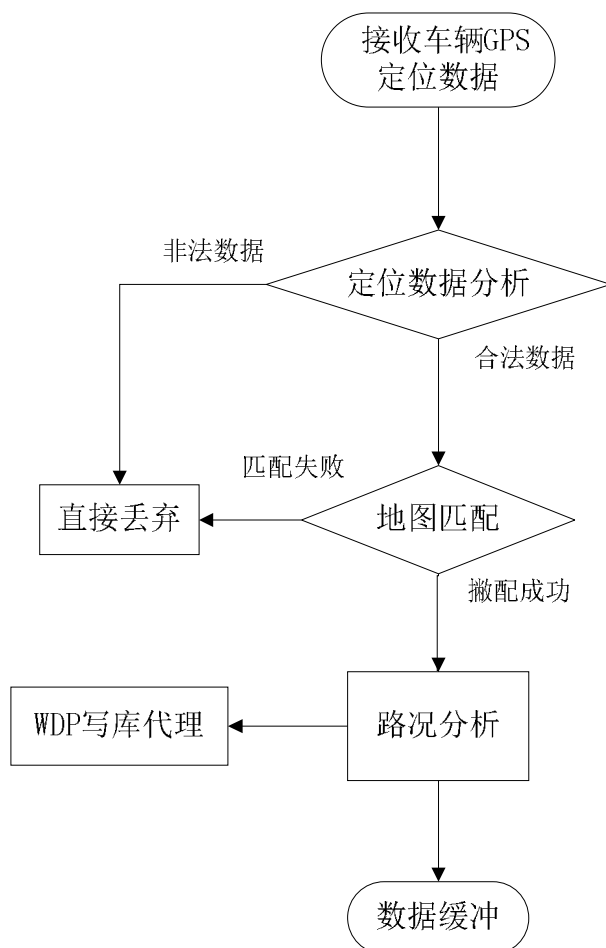 接收车辆GPS
定位数据
非法数据
定位数据分析
合法数据
匹配失败
直接丢弃
地图匹配
撇配成功
WDP写库代理
路况分析
数据缓冲